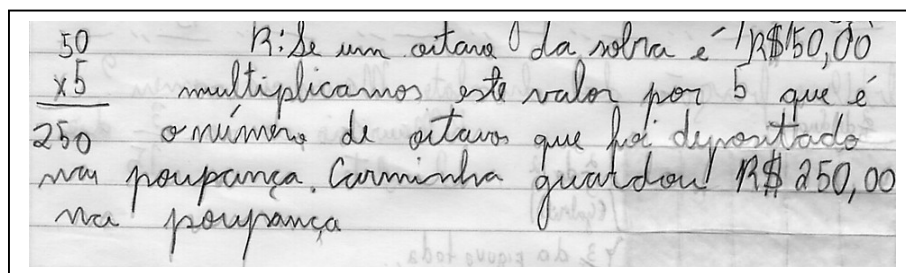 50 R: Se um oitavo da sobra é R$50,00
x5 multiplicamos este valor por 5 que é
250 o número de oitavos que foi depositado
na poupança. Carminha guardou R$ 250,00
na poupança